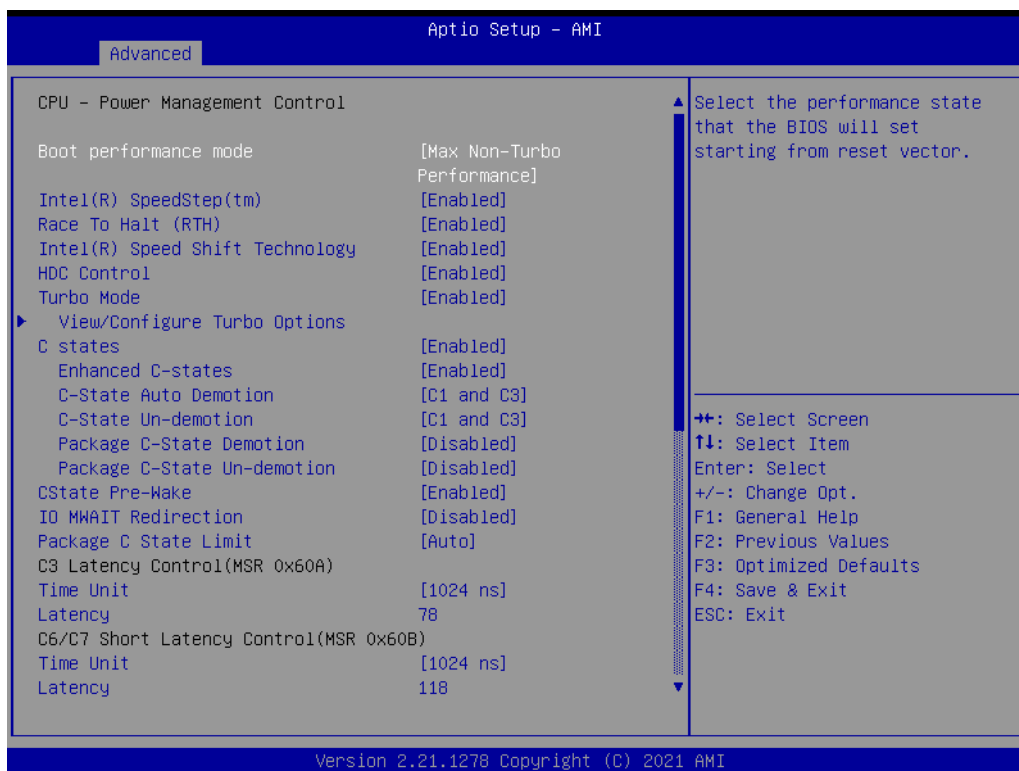 Aptio Setup – AMI
Advanced
CPU – Power Management Control
Boot performance mode [Max Non-Turbo
Performance]
Intel(R) SpeedStep(tm) [Enabled]
Race To Halt (RTH) [Enabled]
Intel(R) Speed Shift Technology [Enabled]
HDC Control [Enabled]
Turbo Mode [Enabled]
View/Configure Turbo Options
C states [Enabled]
Enhanced C-states [Enabled]
C-State Auto Demotion [C1 and C3]
C-State Un-demotion [C1 and C3]
Package C-State Demotion [Disabled]
Package C-State Un-demotion [Disabled]
CState Pre-Wake [Enabled]
IO MWAIT Redirection [Disabled]
Package C State Limit [Auto]
C3 Latency Control(MSR 0x60A)
Time Unit [1024 ns]
Latency 78
C6/C7 Short Latency Control(MSR 0x60B)
Time Unit [1024 ns]
Latency 118
Select the performance state
that the BIOS will set
starting from reset vector.
→←: Select Screen
↑↓: Select Item
Enter: Select
+/-: Change Opt.
F1: General Help
F2: Previous Values
F3: Optimized Defaults
F4: Save & Exit
ESC: Exit
Version 2.21.1278 Copyright (C) 2021 AMI